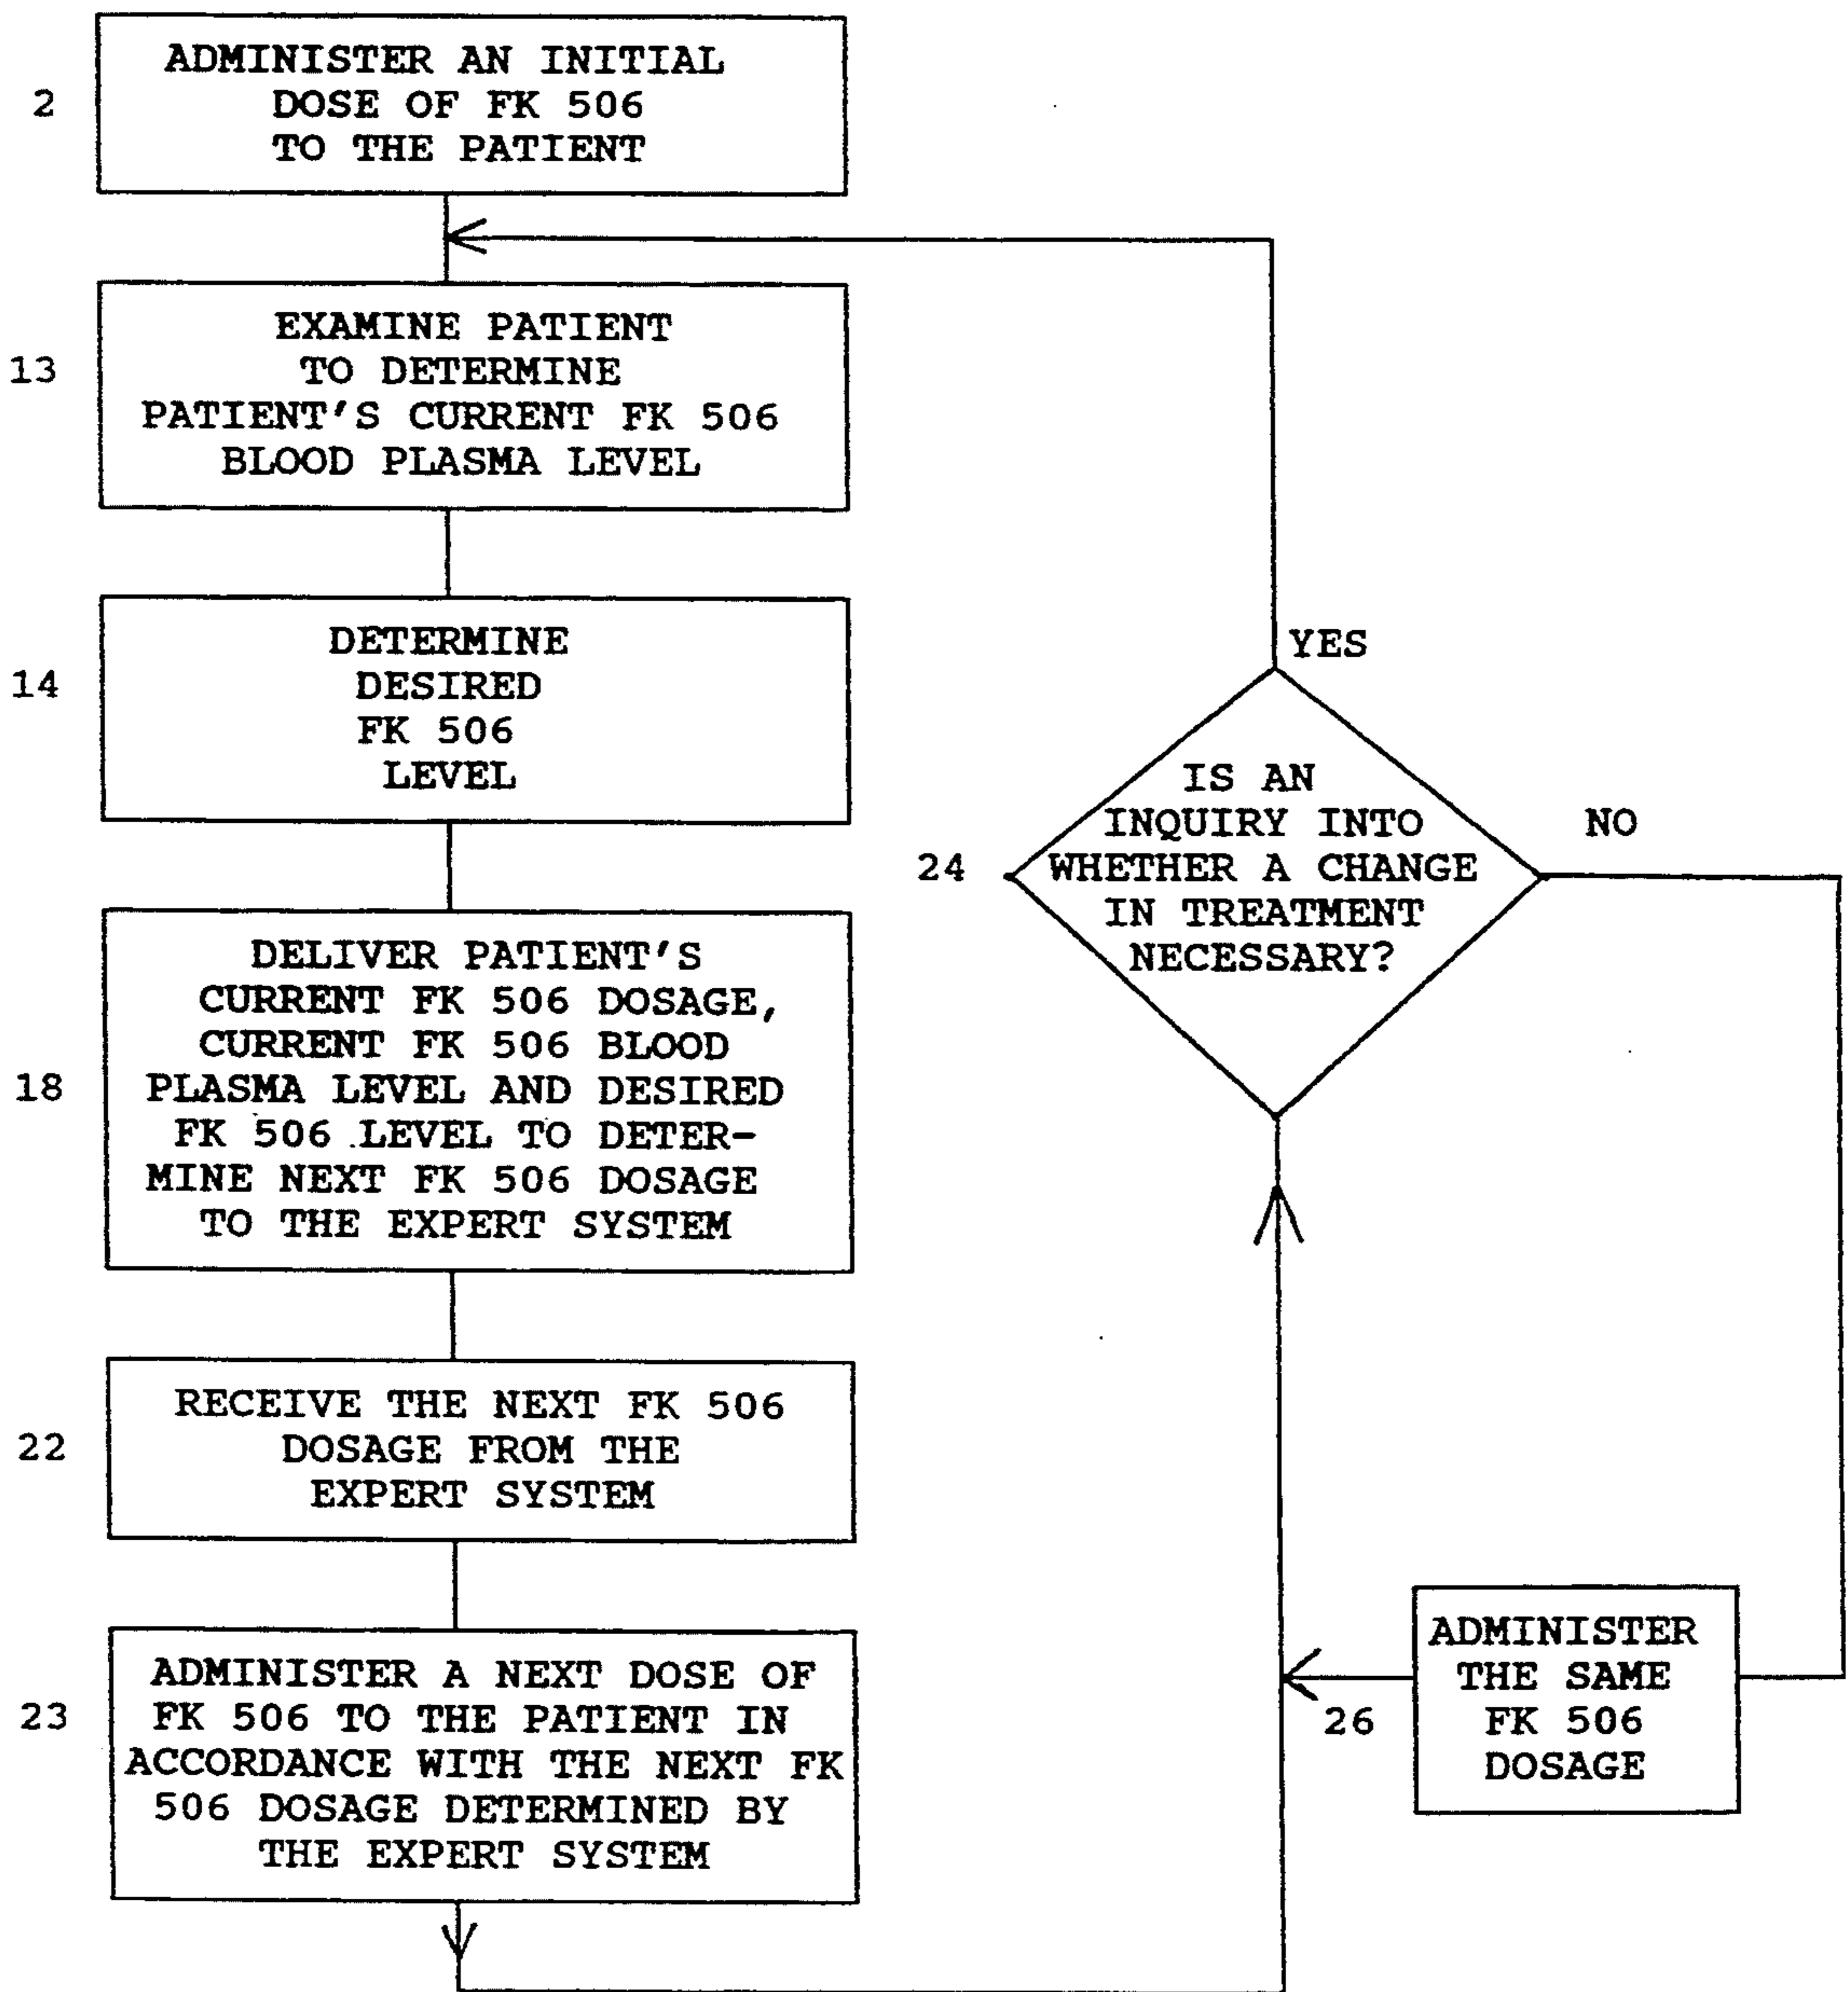 2
ADMINISTER AN INITIAL
DOSE OF FK 506
TO THE PATIENT
13
EXAMINE PATIENT
TO DETERMINE
PATIENT'S CURRENT FK 506
BLOOD PLASMA LEVEL
14
DETERMINE
DESIRED
FK 506
LEVEL
18
DELIVER PATIENT'S
CURRENT FK 506 DOSAGE,
CURRENT FK 506 BLOOD
PLASMA LEVEL AND DESIRED
FK 506 LEVEL TO DETER-
MINE NEXT FK 506 DOSAGE
TO THE EXPERT SYSTEM
22
RECEIVE THE NEXT FK 506
DOSAGE FROM THE
EXPERT SYSTEM
23
ADMINISTER A NEXT DOSE OF
FK 506 TO THE PATIENT IN
ACCORDANCE WITH THE NEXT FK
506 DOSAGE DETERMINED BY
THE EXPERT SYSTEM
YES
24
IS AN
INQUIRY INTO
WHETHER A CHANGE
IN TREATMENT
NECESSARY?
NO
26
ADMINISTER
THE SAME
FK 506
DOSAGE